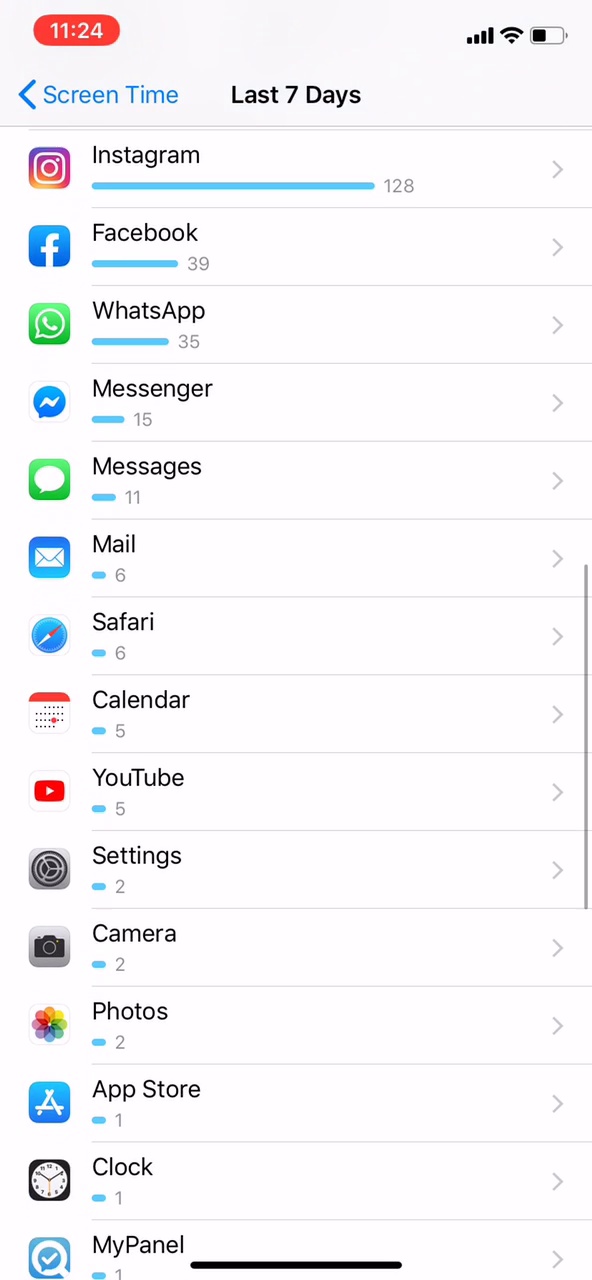 11:24
Screen Time
Last 7 Days
Instagram
128
Facebook
39
WhatsApp
35
Messenger
15
Messages
11
Mail
6
Safari
6
Calendar
5
YouTube
5
Settings
2
Camera
2
Photos
2
App Store
1
Clock
1
MyPanel
1